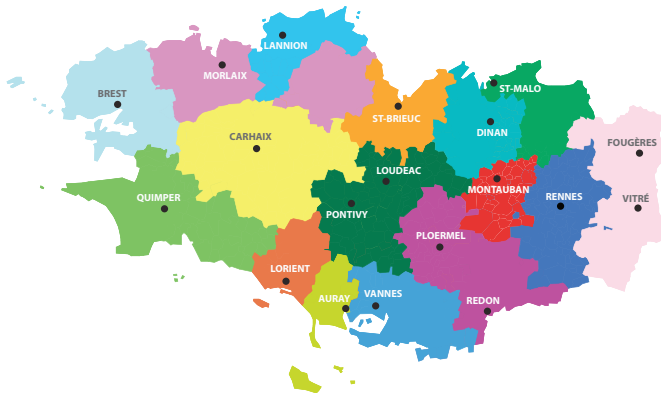 LANNION
MORLAIX
BREST
ST-MALO
ST-BRIEUC
DINAN
CARHAIX
FOUGÈRES
LOUDEAC
MONTAUBAN
QUIMPER
RENNES
VITRÉ
PONTIVY
PLOERMEL
LORIENT
AURAY
VANNES
REDON